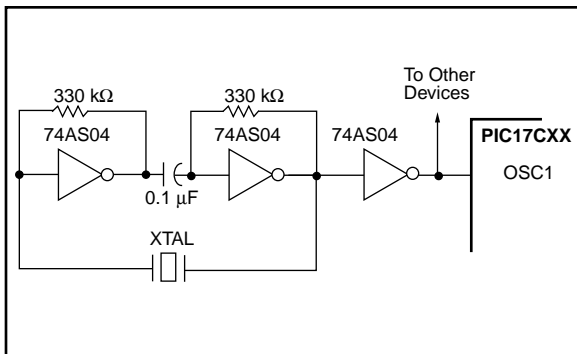 To Other
Devices
330 kΩ
330 kΩ
74AS04
74AS04
74AS04
PIC17CXX
OSC1
0.1 µF
XTAL